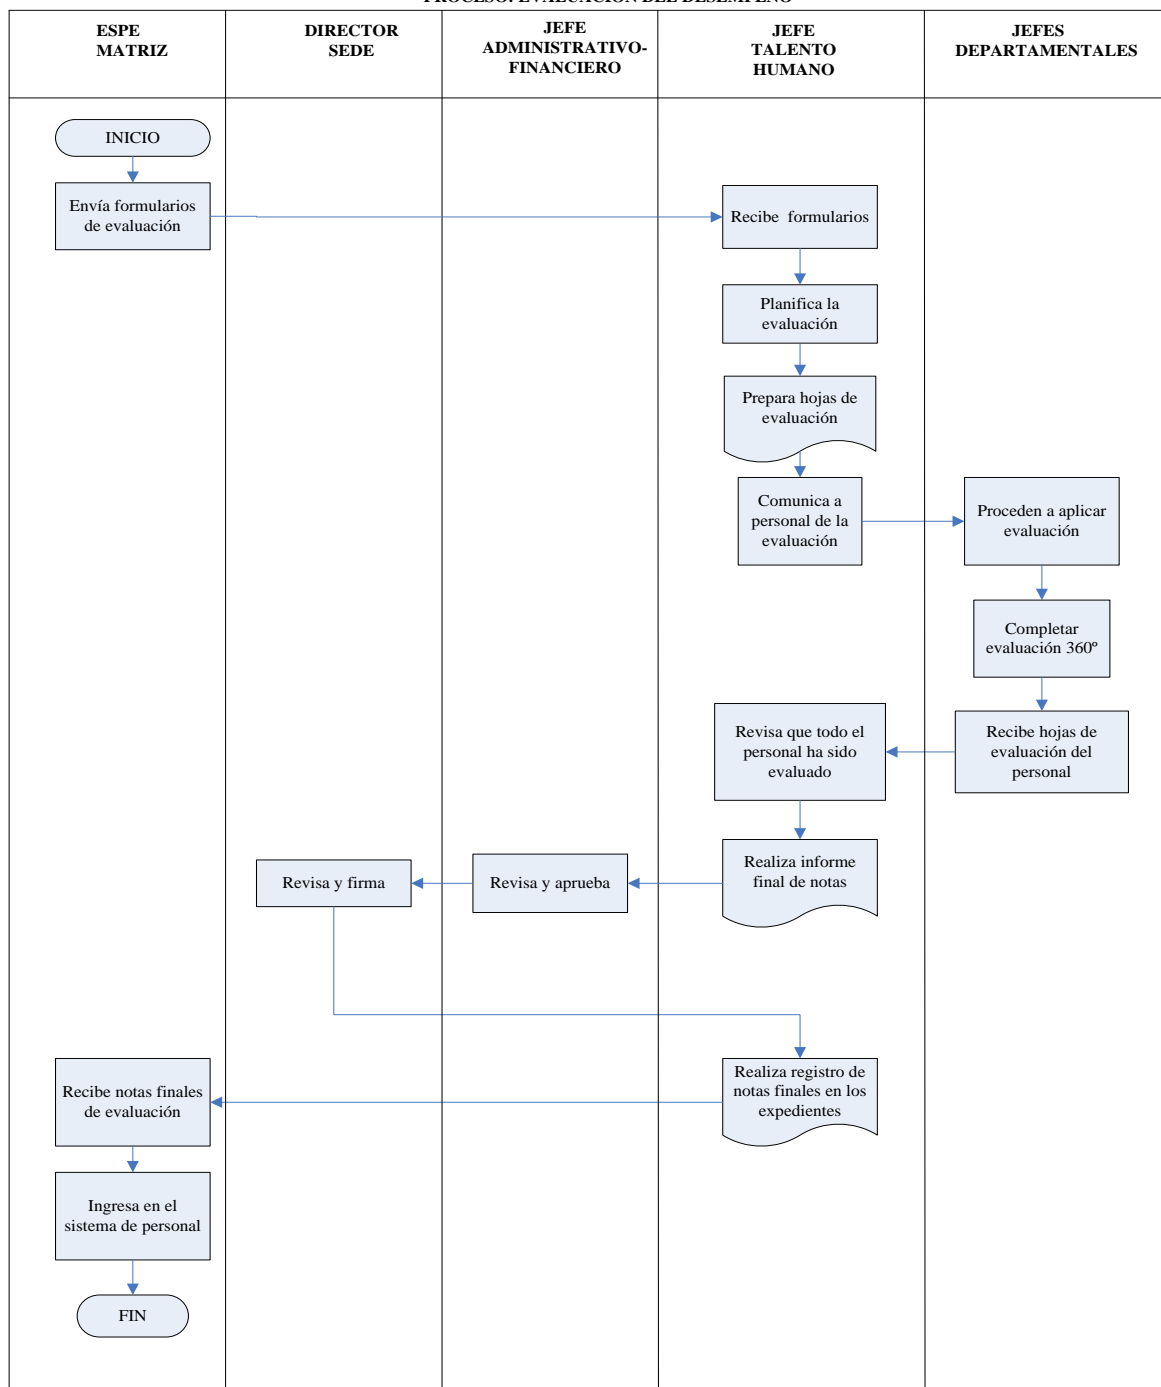 PROCESO: EVALUACIÓN DEL DESEMPEÑO
ESPE
MATRIZ
DIRECTOR
SEDE
JEFE
ADMINISTRATIVO-
FINANCIERO
JEFE
TALENTO
HUMANO
JEFES
DEPARTAMENTALES
INICIO
Envía formularios
de evaluación
Recibe formularios
Planifica la
evaluación
Prepara hojas de
evaluación
Comunica a
personal de la
evaluación
Proceden a aplicar
evaluación
Completar
evaluación 360º
Recibe hojas de
evaluación del
personal
Revisa que todo el
personal ha sido
evaluado
Realiza informe
final de notas
Revisa y aprueba
Revisa y firma
Realiza registro de
notas finales en los
expedientes
Recibe notas finales
de evaluación
Ingresa en el
sistema de personal
FIN